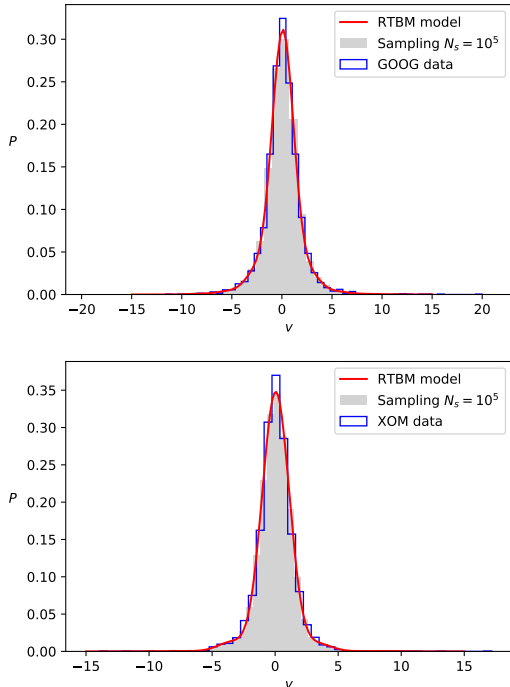 RTBM model
Sampling N_s = 10^5
GOOG data
0.30
0.25
0.20
0.15
0.10
0.05
0.00
P
−20 −15 −10 −5 0 5 10 15 20
v
RTBM model
Sampling N_s = 10^5
XOM data
0.35
0.30
0.25
0.20
0.15
0.10
0.05
0.00
P
−15 −10 −5 0 5 10 15
v